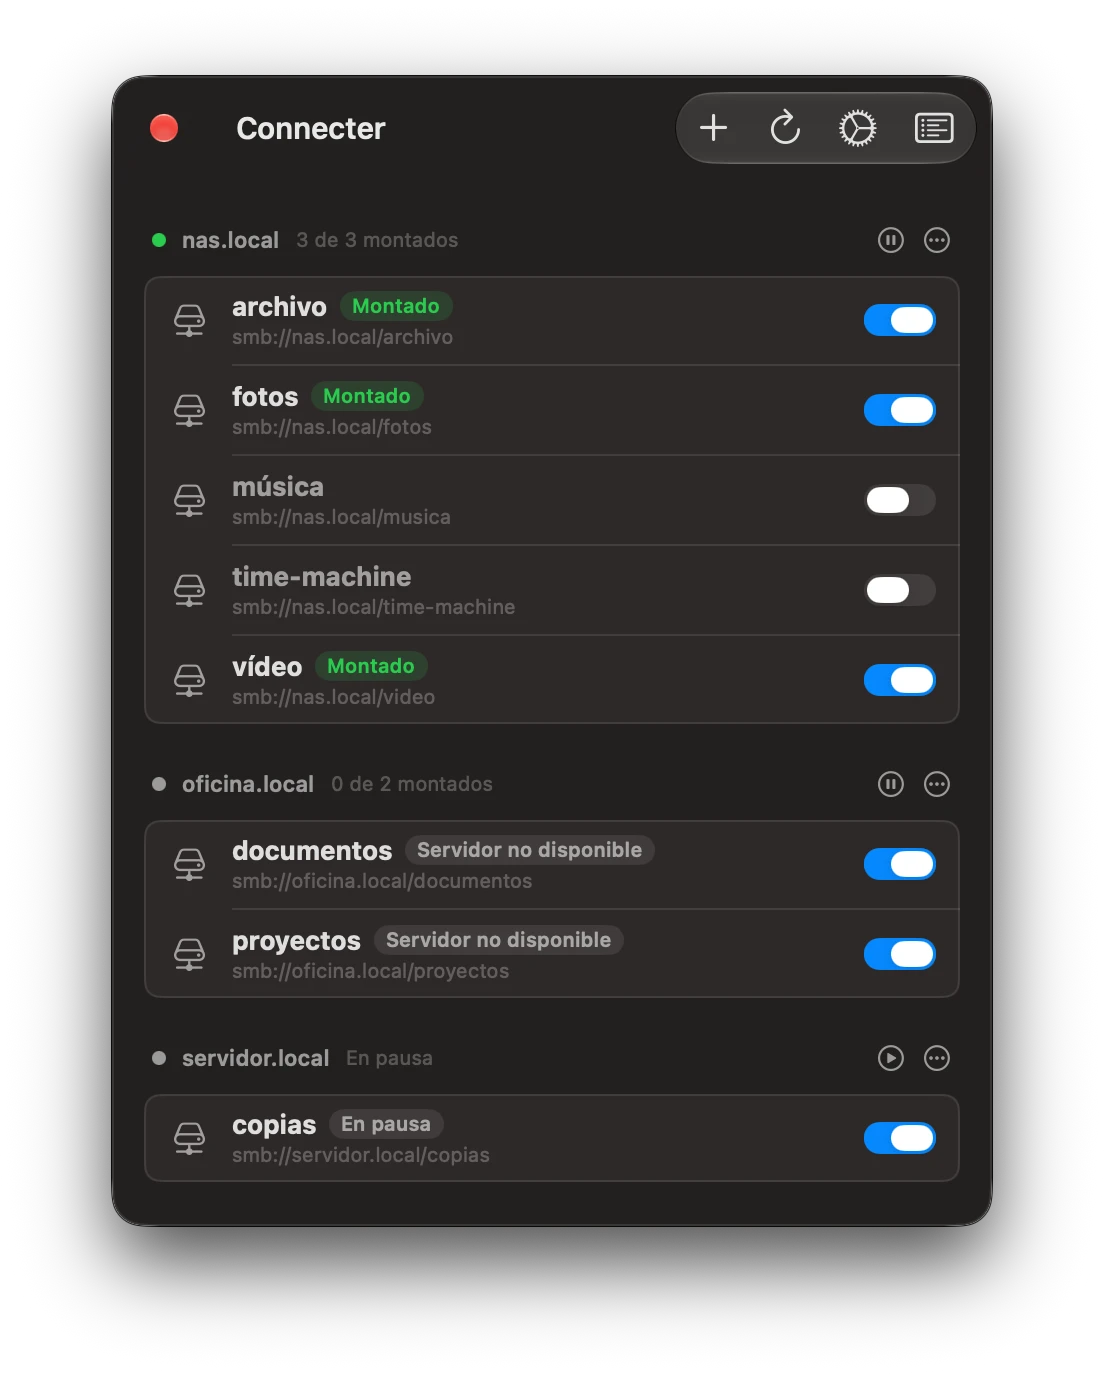 Connecter
nas.local 3 de 3 montados
archivo Montado
smb://nas.local/archivo
fotos Montado
smb://nas.local/fotos
música
smb://nas.local/musica
time-machine
smb://nas.local/time-machine
vídeo Montado
smb://nas.local/video
oficina.local 0 de 2 montados
documentos Servidor no disponible
smb://oficina.local/documentos
proyectos Servidor no disponible
smb://oficina.local/proyectos
servidor.local En pausa
copias En pausa
smb://servidor.local/copias